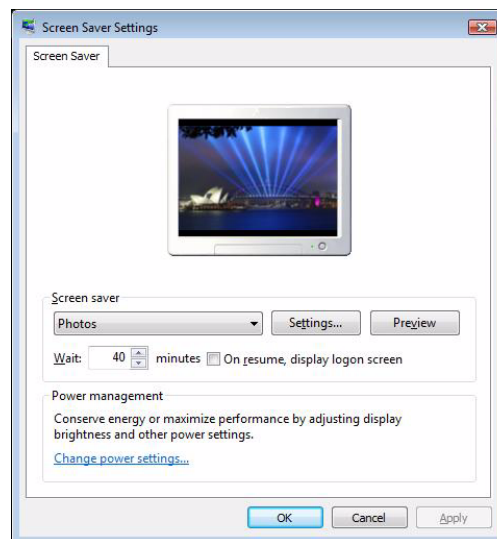 Screen Saver Settings
Screen Saver
Screen saver
Photos
Settings...
Preview
Wait: 40 minutes On resume, display logon screen
Power management
Conserve energy or maximize performance by adjusting display
brightness and other power settings.
Change power settings...
OK Cancel Apply